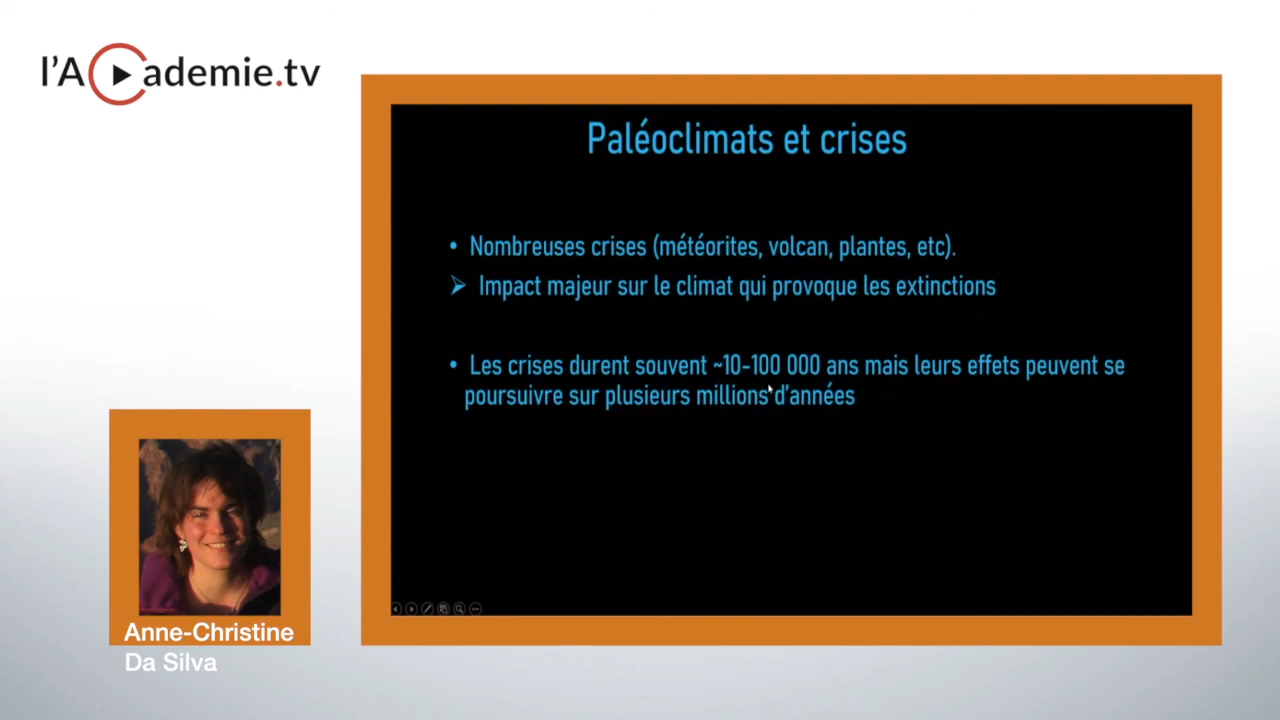 l'Academie.tv
Paléoclimats et crises
• Nombreuses crises (météorites, volcan, plantes, etc).
➢ Impact majeur sur le climat qui provoque les extinctions
• Les crises durent souvent ~10-100 000 ans mais leurs effets peuvent se
poursuivre sur plusieurs millions d'années
Anne-Christine
Da Silva